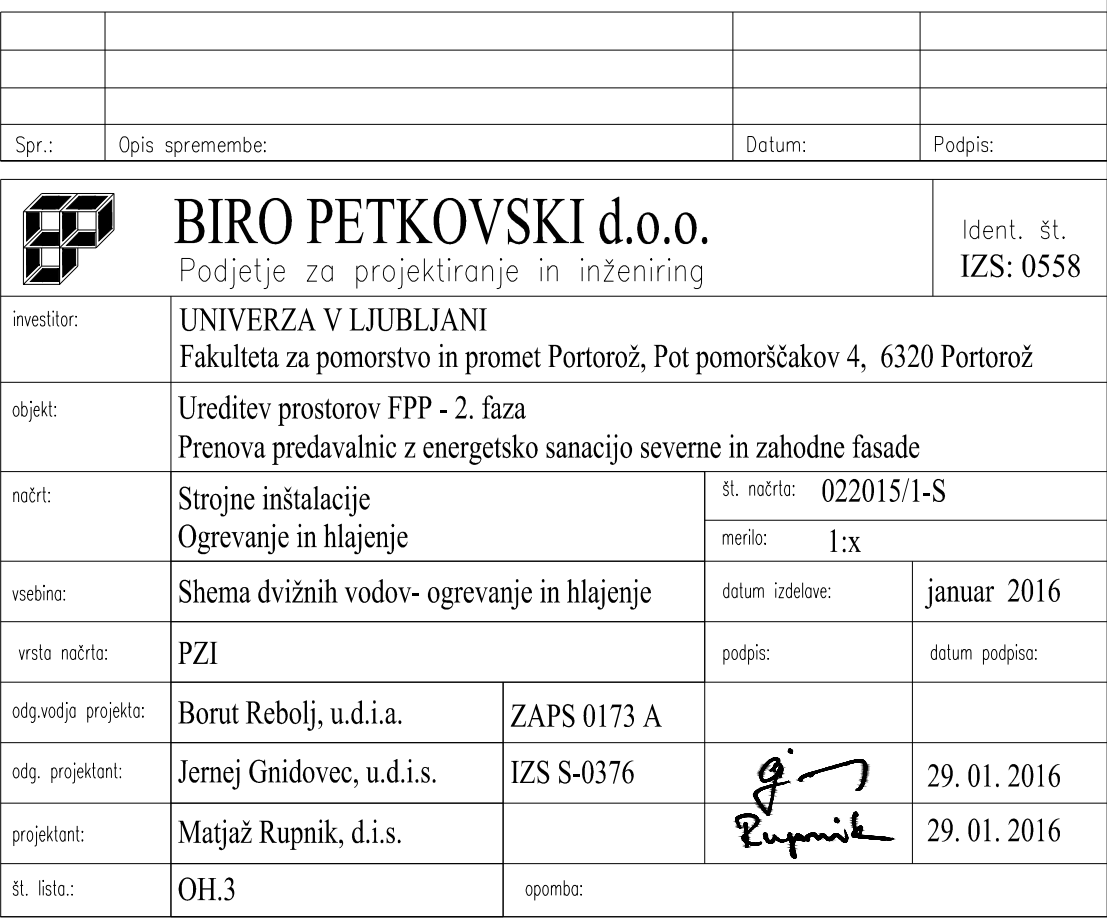 Spr.: Opis spremembe: Datum: Podpis:
BIRO PETKOVSKI d.o.o.
Podjetje za projektiranje in inženiring
Ident. št.
IZS: 0558
investitor: UNIVERZA V LJUBLJANI
Fakulteta za pomorstvo in promet Portorož, Pot pomorščakov 4, 6320 Portorož
objekt: Ureditev prostorov FPP - 2. faza
Prenova predavalnic z energetsko sanacijo severne in zahodne fasade
načrt: Strojne inštalacije
Ogrevanje in hlajenje
št. načrta: 022015/1-S
merilo: 1:x
vsebina: Shema dvižnih vodov- ogrevanje in hlajenje datum izdelave: januar 2016
vrsta načrta: PZI podpis: datum podpisa:
odg.vodja projekta: Borut Rebolj, u.d.i.a. ZAPS 0173 A
odg. projektant: Jernej Gnidovec, u.d.i.s. IZS S-0376 29. 01. 2016
projektant: Matjaž Rupnik, d.i.s. Rupnik 29. 01. 2016
št. lista.: OH.3 opomba: